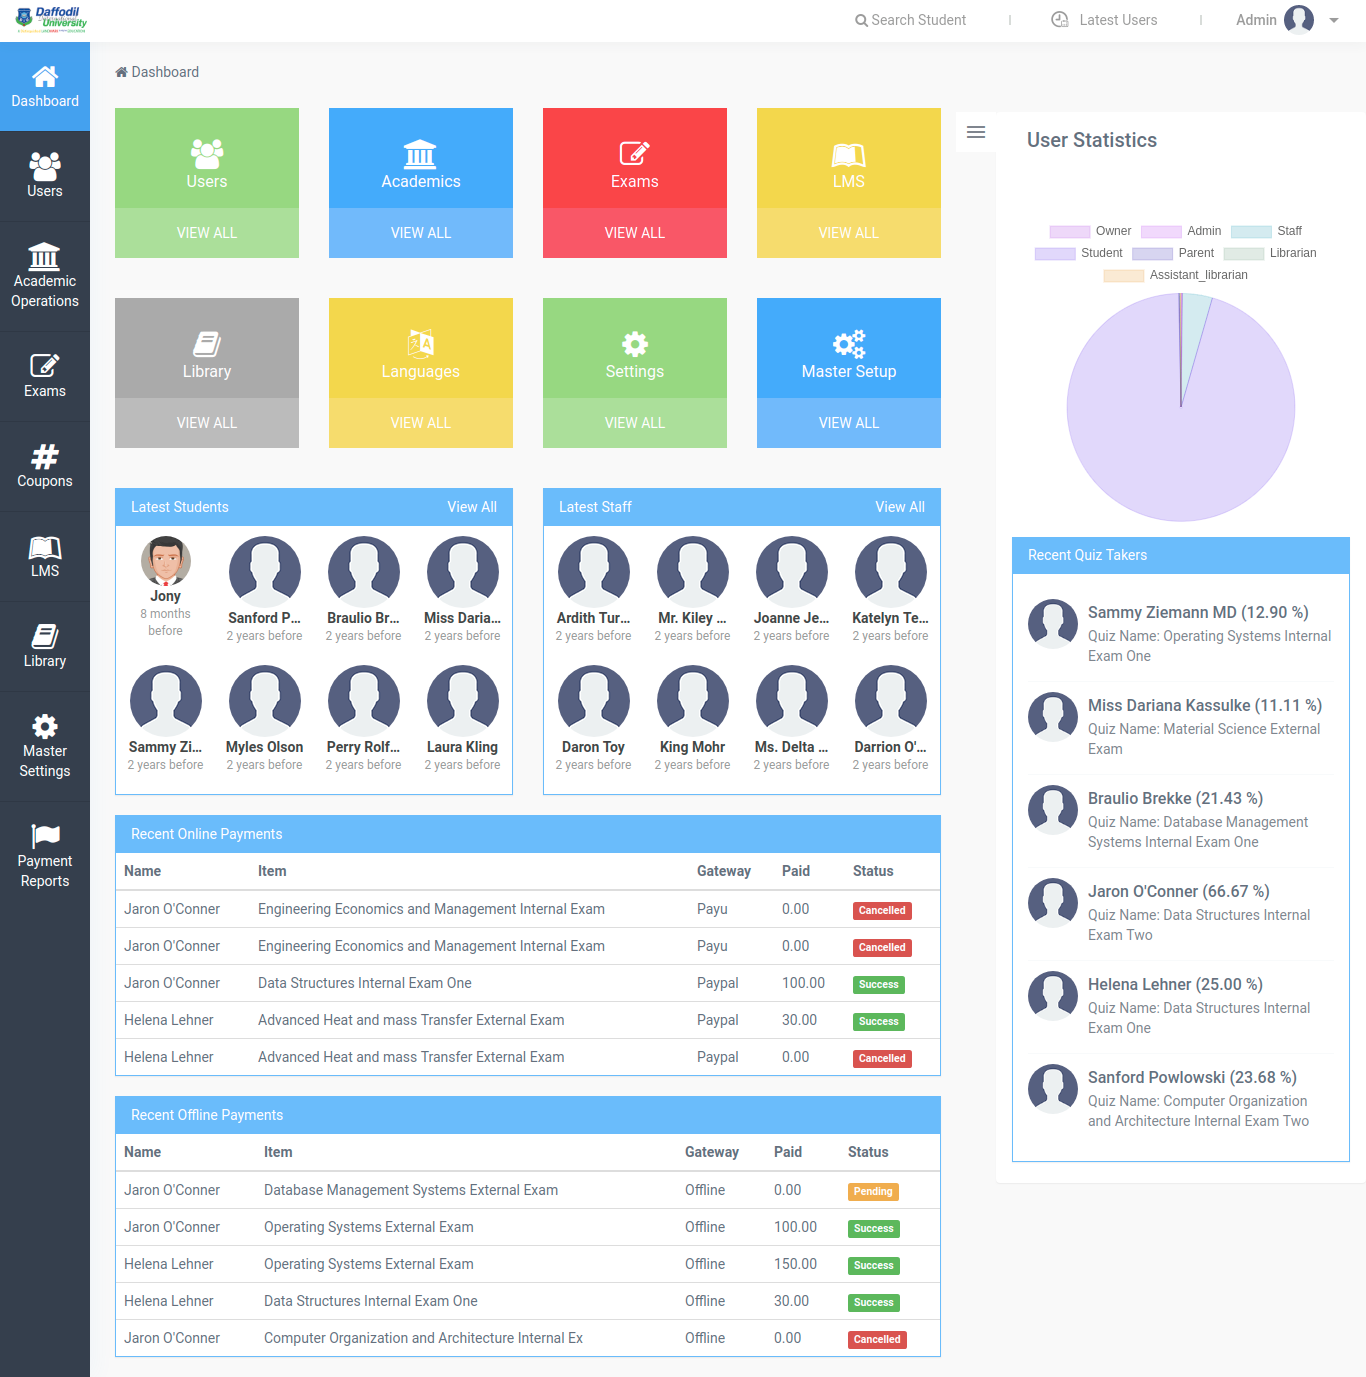 Daffodil
International
University
Search Student
Latest Users
Admin
Dashboard
Users
Academic
Operations
Exams
Coupons
LMS
Library
Master
Settings
Payment
Reports
Dashboard
Users
VIEW ALL
Academics
VIEW ALL
Exams
VIEW ALL
LMS
VIEW ALL
Library
VIEW ALL
Languages
VIEW ALL
Settings
VIEW ALL
Master Setup
VIEW ALL
Latest Students View All
Jony
8 months
before
Sanford P...
2 years before
Braulio Br...
2 years before
Miss Daria...
2 years before
Sammy Zi...
2 years before
Myles Olson
2 years before
Perry Rolf...
2 years before
Laura Kling
2 years before
Latest Staff View All
Ardith Tur...
2 years before
Mr. Kiley ...
2 years before
Joanne Je...
2 years before
Katelyn Te...
2 years before
Daron Toy
2 years before
King Mohr
2 years before
Ms. Delta ...
2 years before
Darrion O'...
2 years before
Recent Online Payments
Name Item Gateway Paid Status
Jaron O'Conner Engineering Economics and Management Internal Exam Payu 0.00 Cancelled
Jaron O'Conner Engineering Economics and Management Internal Exam Payu 0.00 Cancelled
Jaron O'Conner Data Structures Internal Exam One Paypal 100.00 Success
Helena Lehner Advanced Heat and mass Transfer External Exam Paypal 30.00 Success
Helena Lehner Advanced Heat and mass Transfer External Exam Paypal 0.00 Cancelled
Recent Offline Payments
Name Item Gateway Paid Status
Jaron O'Conner Database Management Systems External Exam Offline 0.00 Pending
Jaron O'Conner Operating Systems External Exam Offline 100.00 Success
Helena Lehner Operating Systems External Exam Offline 150.00 Success
Helena Lehner Data Structures Internal Exam One Offline 30.00 Success
Jaron O'Conner Computer Organization and Architecture Internal Ex Offline 0.00 Cancelled
User Statistics
Owner Admin Staff
Student Parent Librarian
Assistant_librarian
Recent Quiz Takers
Sammy Ziemann MD (12.90 %)
Quiz Name: Operating Systems Internal
Exam One
Miss Dariana Kassulke (11.11 %)
Quiz Name: Material Science External
Exam
Braulio Brekke (21.43 %)
Quiz Name: Database Management
Systems Internal Exam One
Jaron O'Conner (66.67 %)
Quiz Name: Data Structures Internal
Exam Two
Helena Lehner (25.00 %)
Quiz Name: Data Structures Internal
Exam One
Sanford Powlowski (23.68 %)
Quiz Name: Computer Organization
and Architecture Internal Exam Two